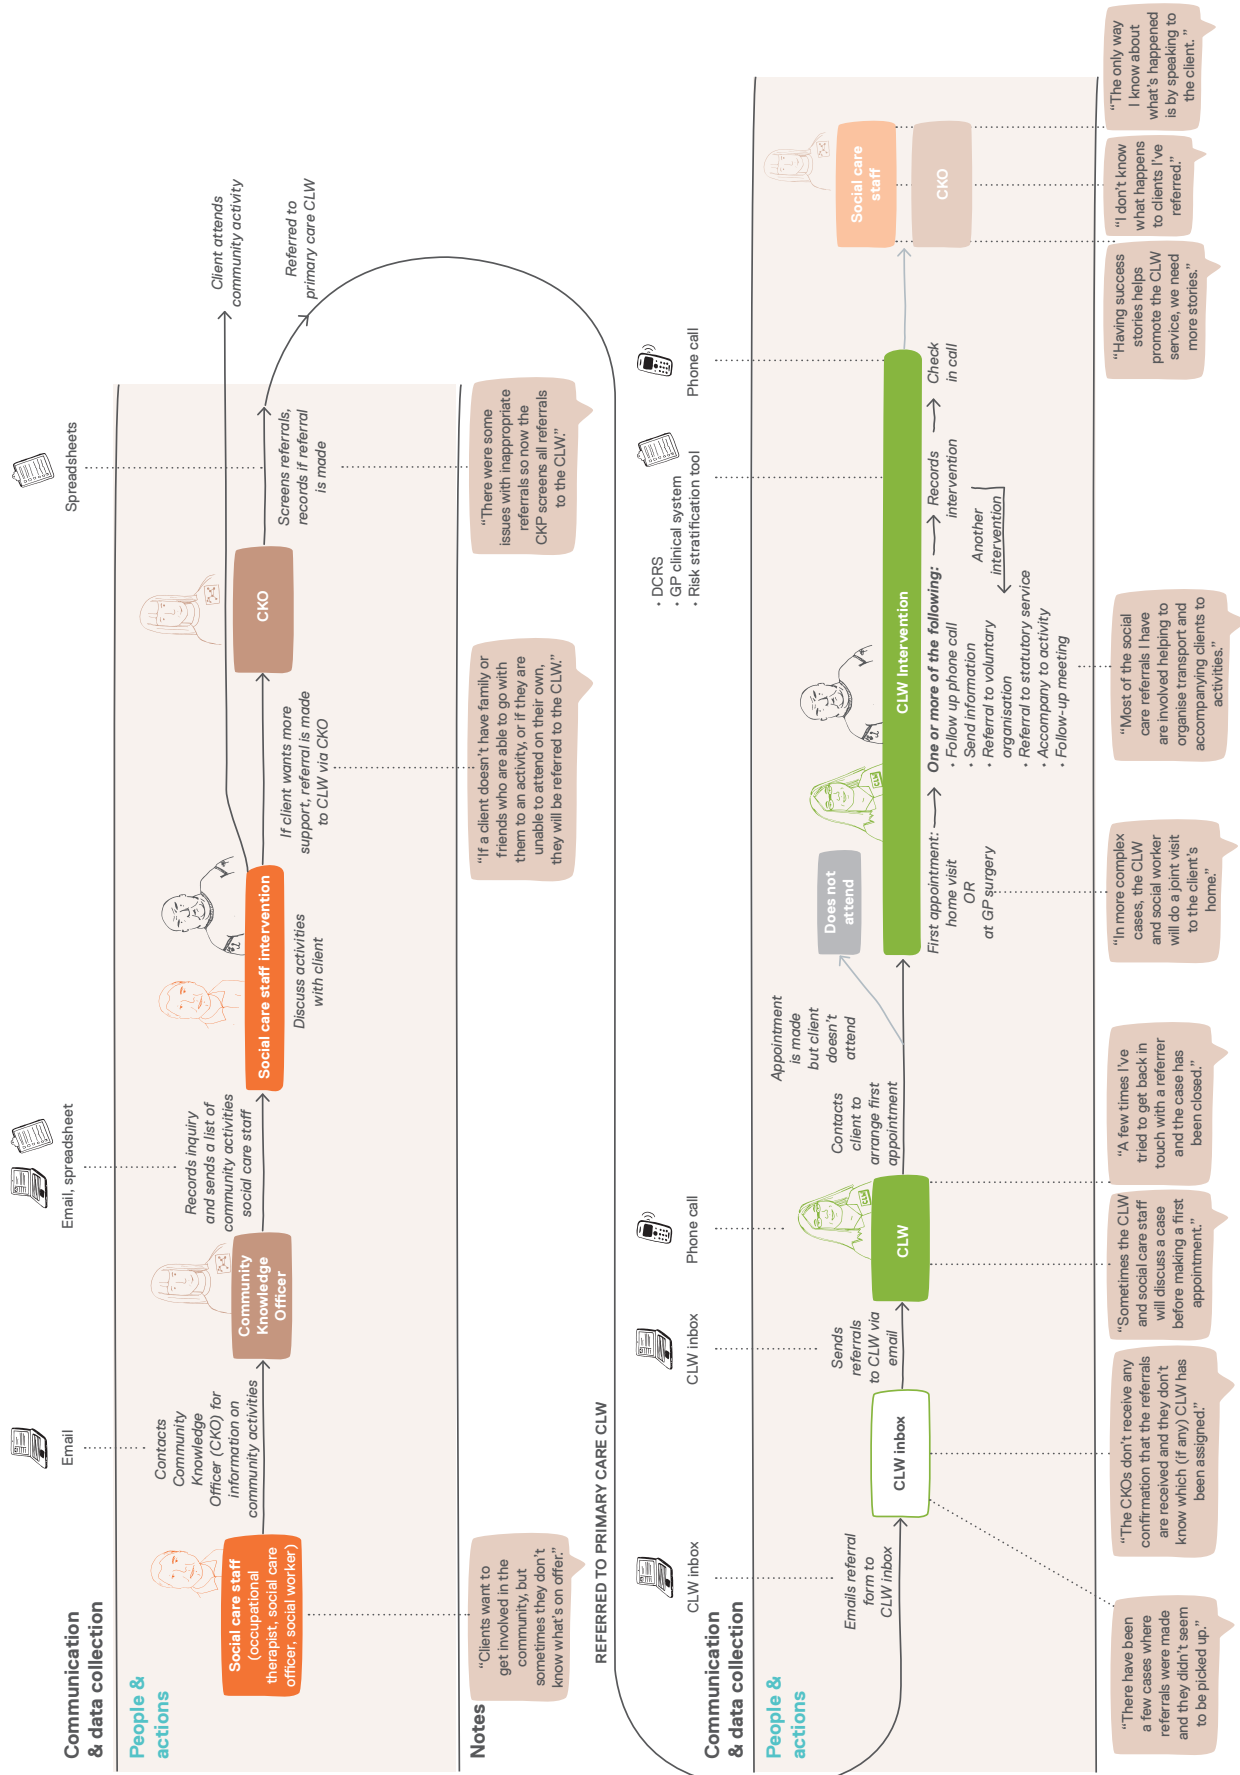 Communication
& data collection
Email
Email, spreadsheet
Spreadsheets
People &
actions
Social care staff
(occupational
therapist, social care
officer, social worker)
Contacts
Community
Knowledge
Officer (CKO) for
information on
community activities
Community
Knowledge
Officer
Records inquiry
and sends a list of
community activities
social care staff
Social care staff intervention
Discuss activities
with client
If client wants more
support, referral is made
to CLW via CKO
CKO
Screens referrals,
records if referral
is made
Client attends
community activity
Referred to
primary care CLW
Notes
“Clients want to
get involved in the
community, but
sometimes they don’t
know what’s on offer.”
“If a client doesn’t have family or
friends who are able to go with
them to an activity, or if they are
unable to attend on their own,
they will be referred to the CLW.”
“There were some
issues with inappropriate
referrals so now the
CKP screens all referrals
to the CLW.”
REFERRED TO PRIMARY CARE CLW
Communication
& data collection
CLW inbox
CLW inbox
Phone call
• DCRS
• GP clinical system
• Risk stratification tool
Phone call
People &
actions
Emails referral
form to
CLW inbox
CLW inbox
Sends
referrals
to CLW via
email
CLW
CLW
Contacts
client to
arrange first
appointment
Appointment
is made
but client
doesn’t
attend
Does not
attend
CLW
CLW Intervention
First appointment:
home visit
OR
at GP surgery
One or more of the following:
• Follow up phone call
• Send information
• Referral to voluntary
organisation
• Referral to statutory service
• Accompany to activity
• Follow-up meeting
Records
intervention
Another
intervention
Check
in call
Social care
staff
CKO
“There have been
a few cases where
referrals were made
and they didn’t seem
to be picked up.”
“The CKOs don’t receive any
confirmation that the referrals
are received and they don’t
know which (if any) CLW has
been assigned.”
“Sometimes the CLW
and social care staff
will discuss a case
before making a first
appointment.”
“A few times I’ve
tried to get back in
touch with a referrer
and the case has
been closed.”
“In more complex
cases, the CLW
and social worker
will do a joint visit
to the client’s
home.”
“Most of the social
care referrals I have
are involved helping to
organise transport and
accompanying clients to
activities.”
“Having success
stories helps
promote the CLW
service, we need
more stories.”
“I don’t know
what happens
to clients I’ve
referred.”
“The only way
I know about
what’s happened
is by speaking to
the client.”